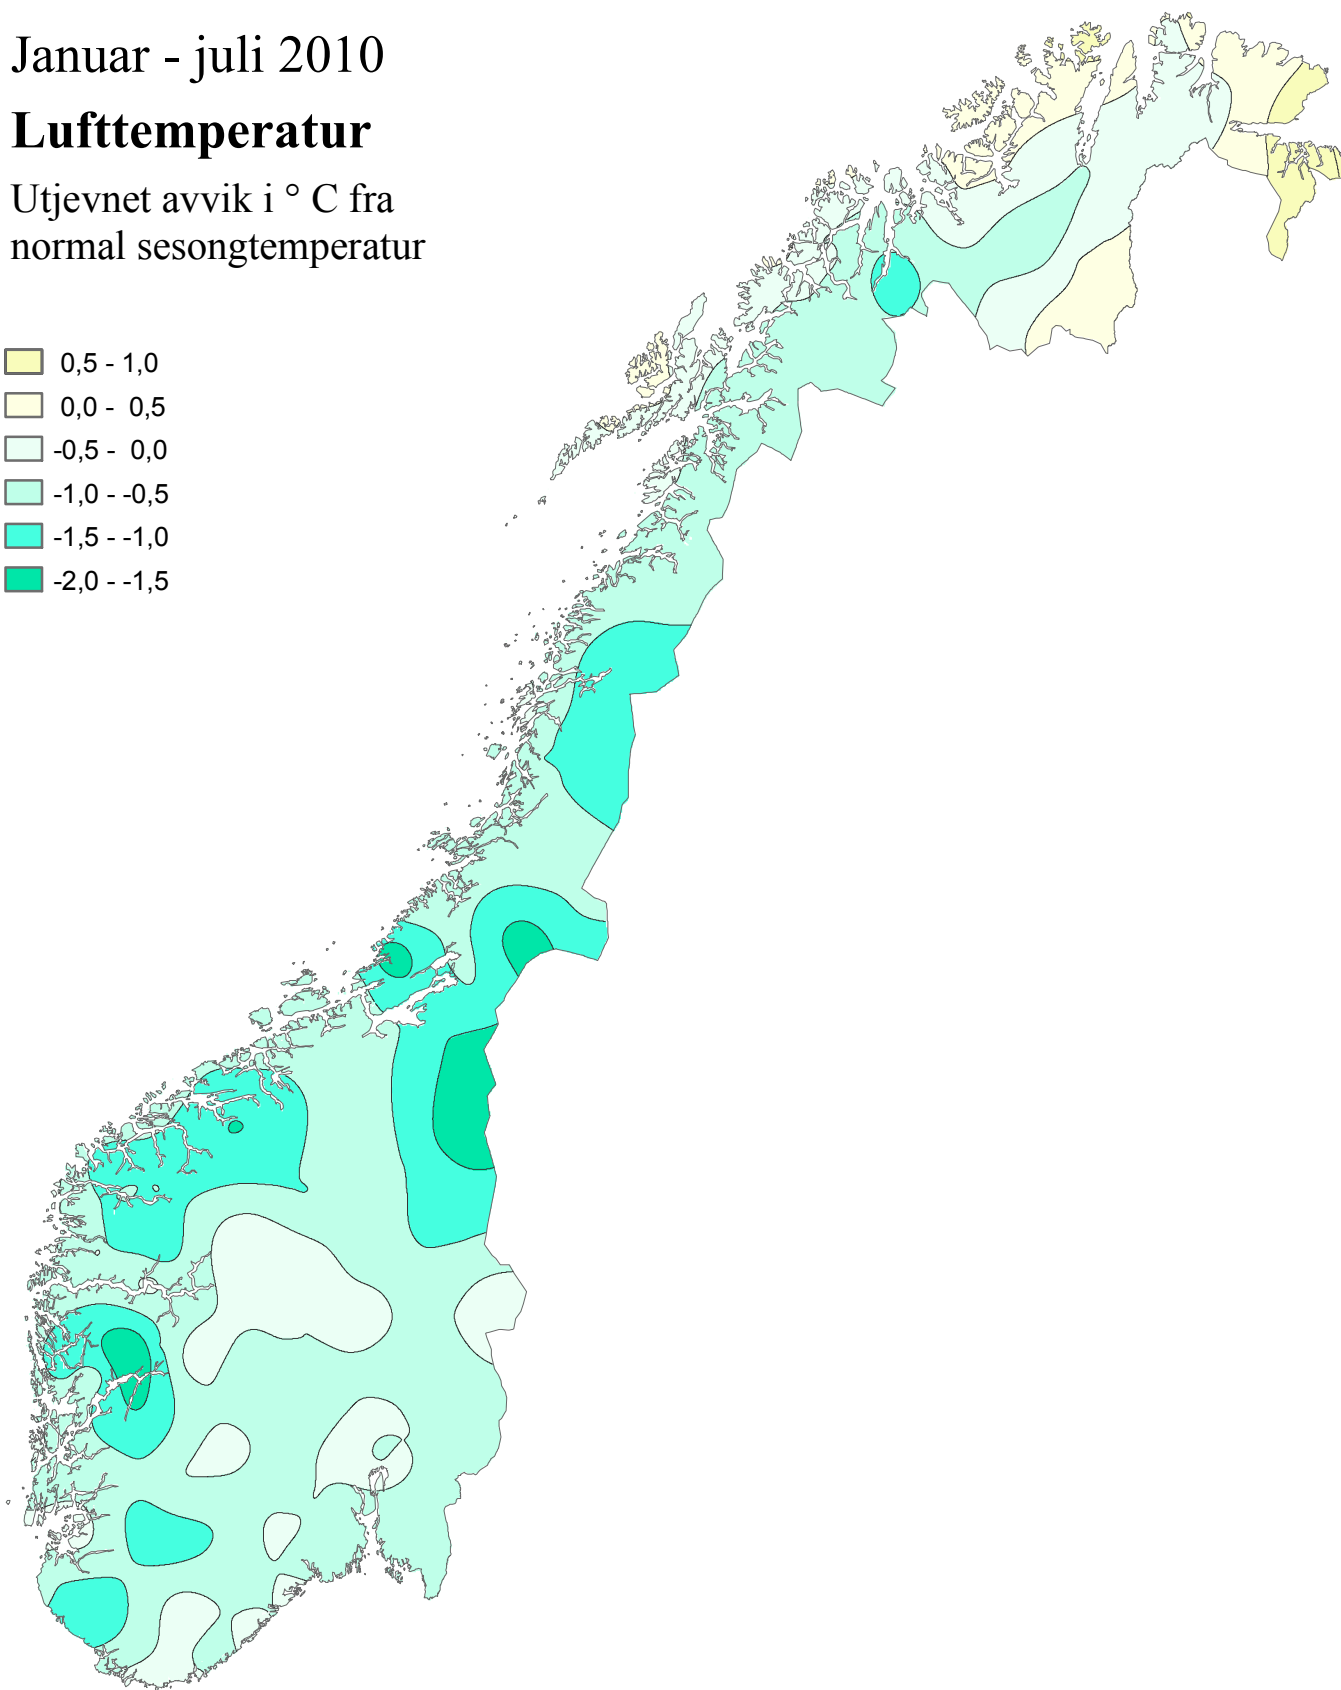 Januar - juli 2010
Lufttemperatur
Utjevnet avvik i ° C fra
normal sesongtemperatur
0,5 - 1,0
0,0 - 0,5
-0,5 - 0,0
-1,0 - -0,5
-1,5 - -1,0
-2,0 - -1,5